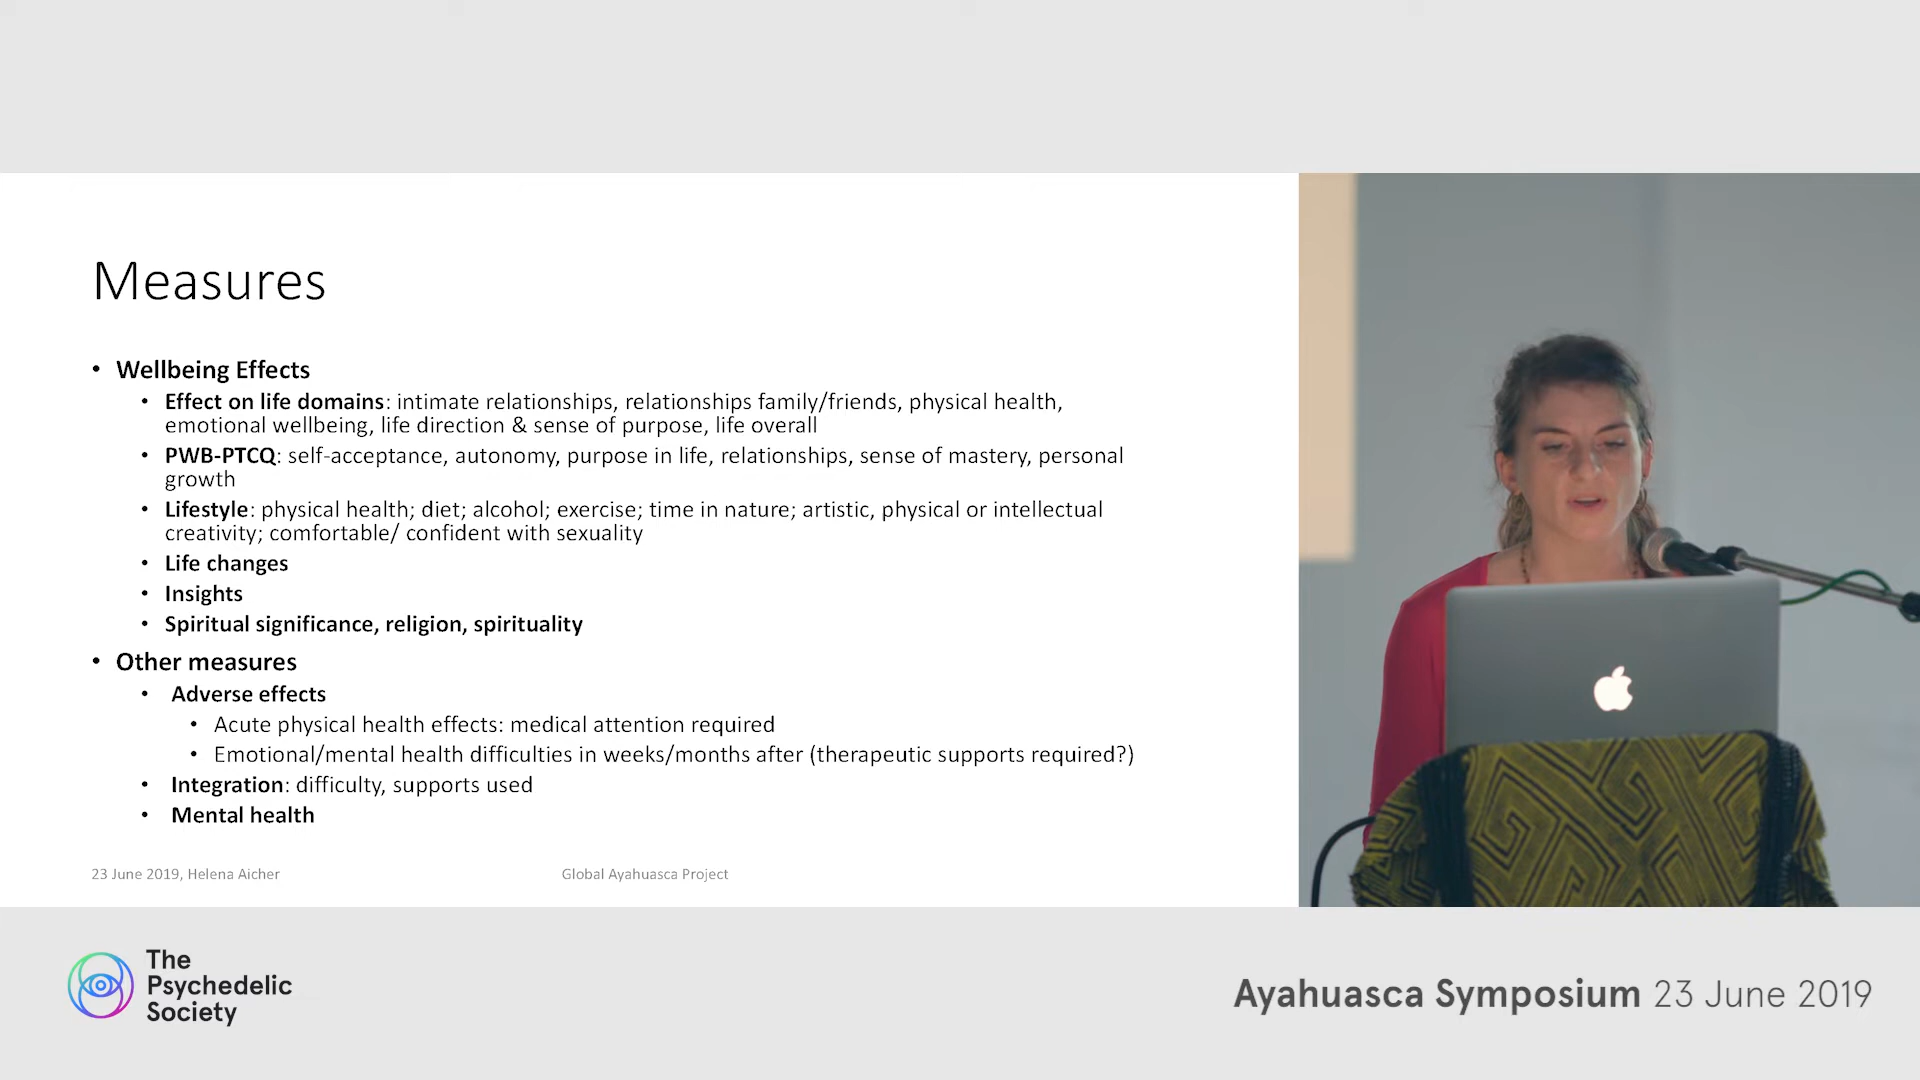 Measures
• Wellbeing Effects
• Effect on life domains: intimate relationships, relationships family/friends, physical health,
emotional wellbeing, life direction & sense of purpose, life overall
• PWB-PTCQ: self-acceptance, autonomy, purpose in life, relationships, sense of mastery, personal
growth
• Lifestyle: physical health; diet; alcohol; exercise; time in nature; artistic, physical or intellectual
creativity; comfortable/ confident with sexuality
• Life changes
• Insights
• Spiritual significance, religion, spirituality
• Other measures
• Adverse effects
• Acute physical health effects: medical attention required
• Emotional/mental health difficulties in weeks/months after (therapeutic supports required?)
• Integration: difficulty, supports used
• Mental health
23 June 2019, Helena Aicher
Global Ayahuasca Project
The
Psychedelic
Society
Ayahuasca Symposium 23 June 2019